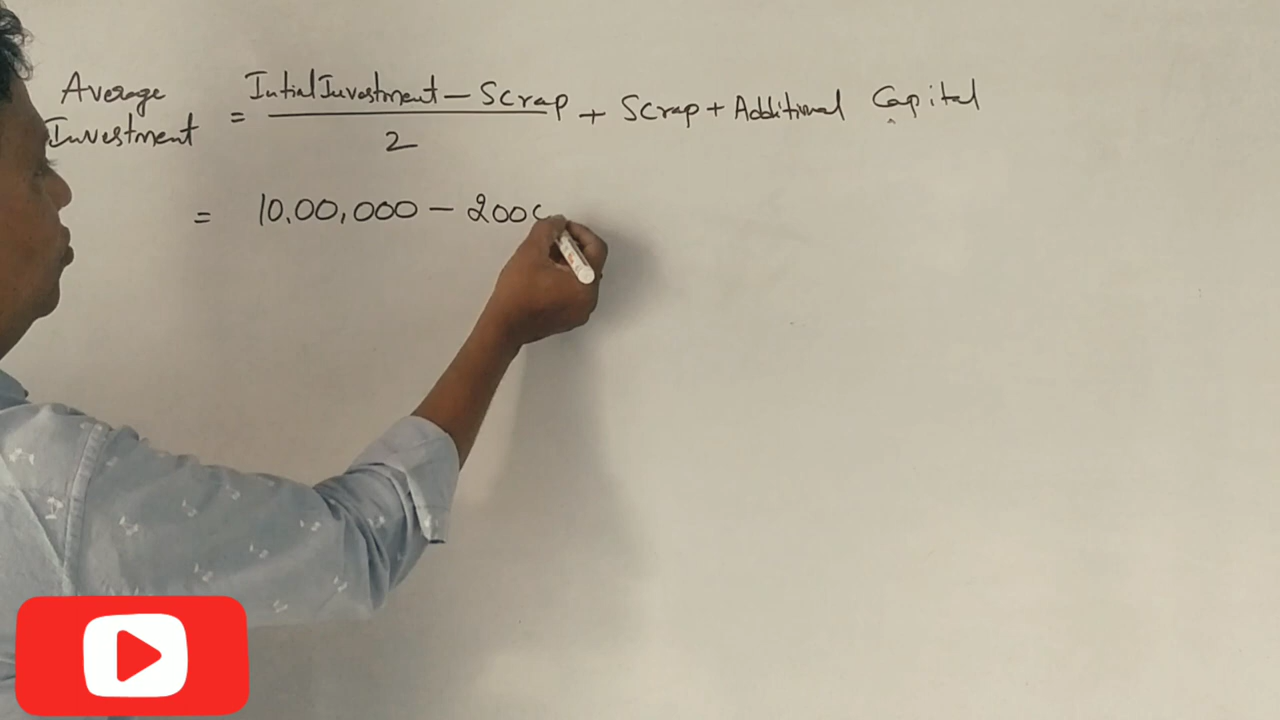 Average Investment = Intial Investment - Scrap / 2 + Scrap + Additional Capital
= 10,00,000 - 200